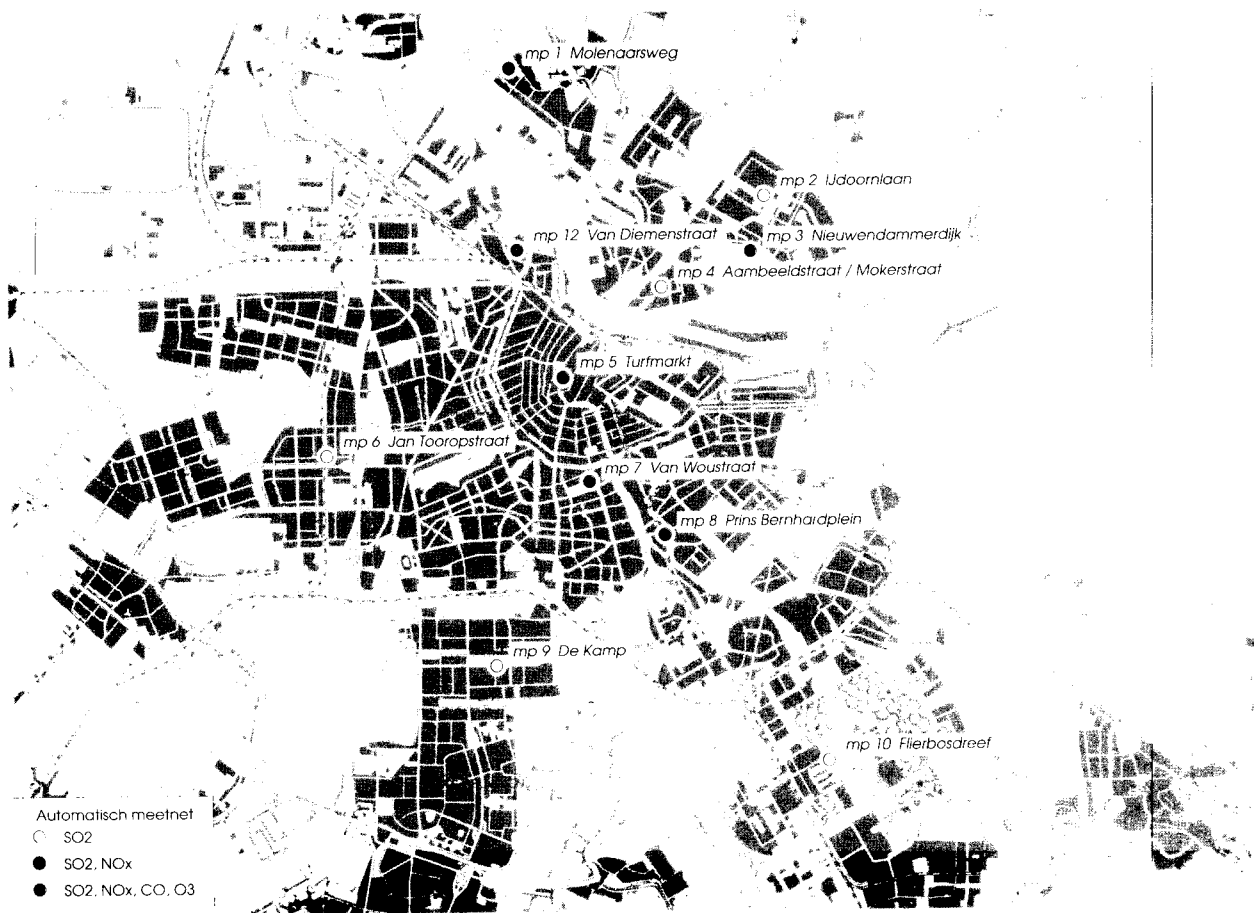 mp 1 Molenaarsweg
mp 2 IJdoornlaan
mp 12 Van Diemenstraat
mp 3 Nieuwendammerdijk
mp 4 Aambeeldstraat / Mokerstraat
mp 5 Turfmarkt
mp 6 Jan Tooropstraat
mp 7 Van Woustraat
mp 8 Prins Bernhardplein
mp 9 De Kamp
mp 10 Flierbosdreef
Automatisch meetnet
SO2
SO2, NOx
SO2, NOx, CO, O3